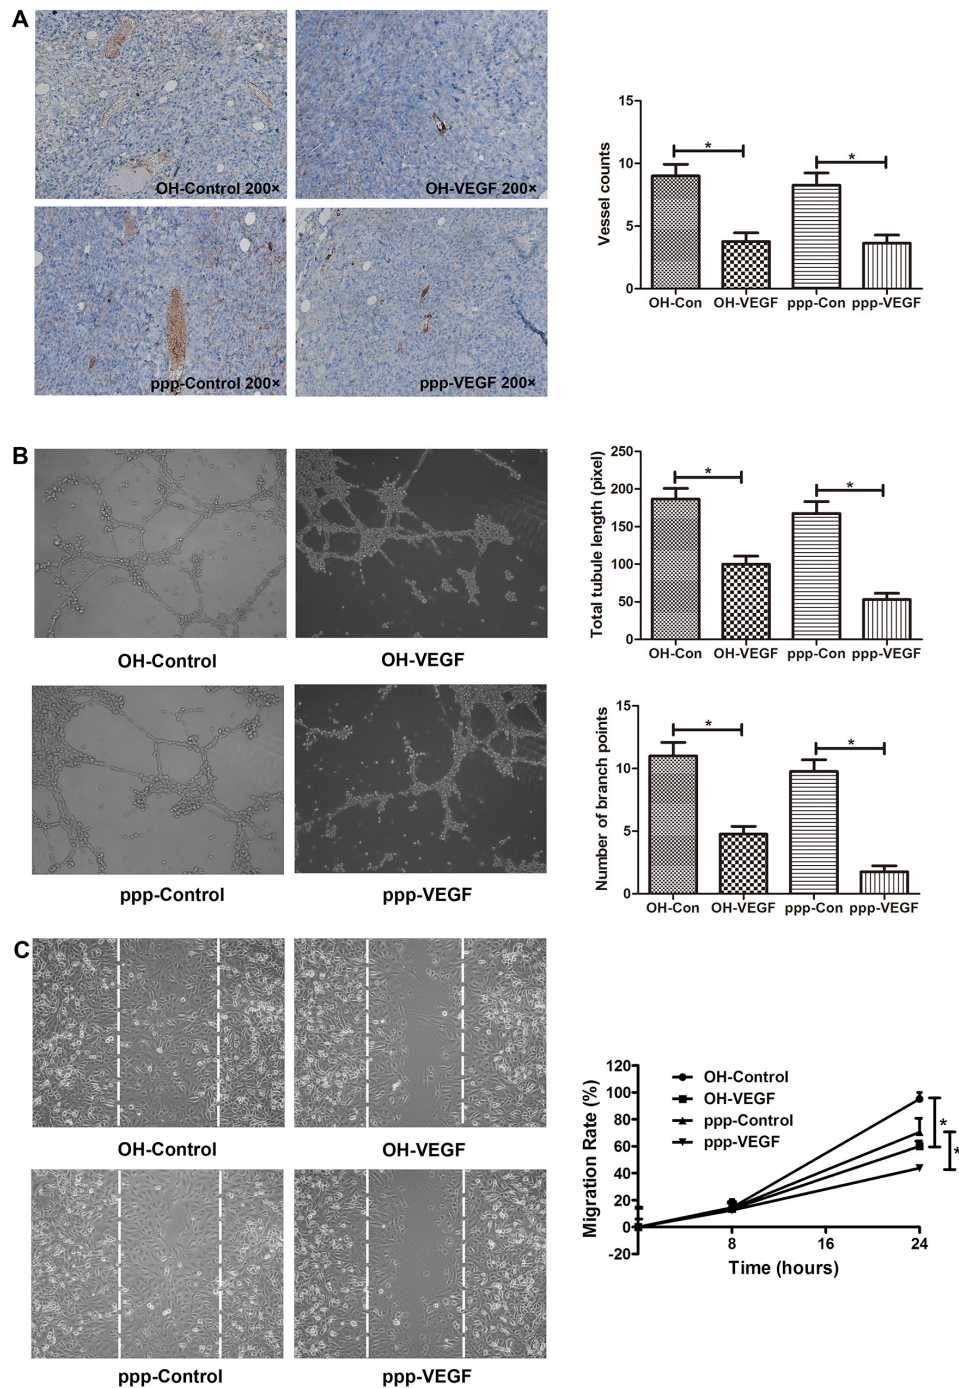 A
OH-Control 200×
OH-VEGF 200×
ppp-Control 200×
ppp-VEGF 200×
Vessel counts
15
10
5
0
*
*
OH-Con OH-VEGF ppp-Con ppp-VEGF
B
OH-Control
OH-VEGF
ppp-Control
ppp-VEGF
Total tubule length (pixel)
250
200
150
100
50
0
*
*
OH-Con OH-VEGF ppp-Con ppp-VEGF
Number of branch points
15
10
5
0
*
*
OH-Con OH-VEGF ppp-Con ppp-VEGF
C
OH-Control
OH-VEGF
ppp-Control
ppp-VEGF
Migration Rate (%)
120
100
80
60
40
20
0
-20
OH-Control
OH-VEGF
ppp-Control
ppp-VEGF
*
*
8 16 24
Time (hours)